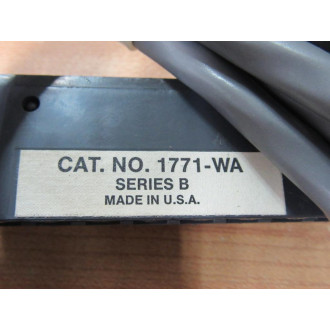 CAT. NO. 1771-WA
SERIES B
MADE IN U.S.A.